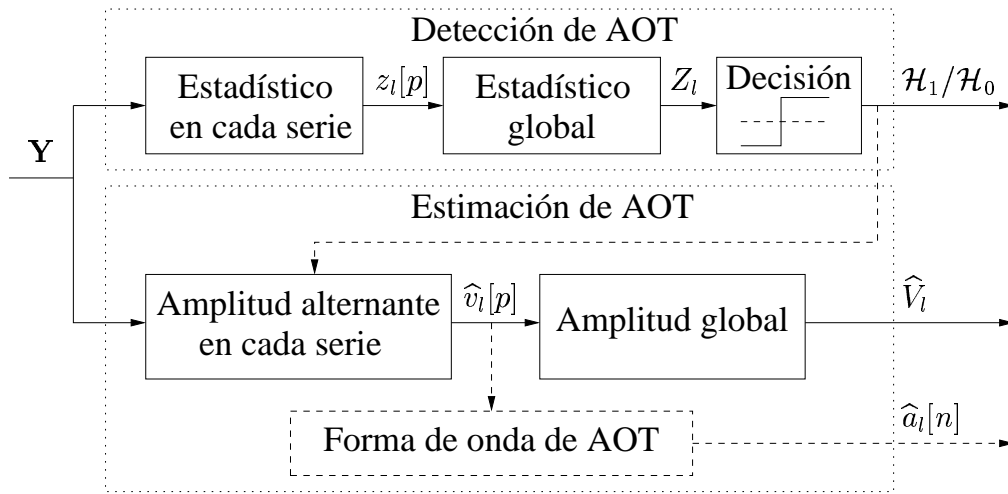 Detección de AOT
Estadístico
en cada serie
z_l[p]
Estadístico
global
Z_l
Decisión
ℋ_1/ℋ_0
Y
Estimación de AOT
Amplitud alternante
en cada serie
v̂_l[p]
Amplitud global
V̂_l
Forma de onda de AOT
â_l[n]